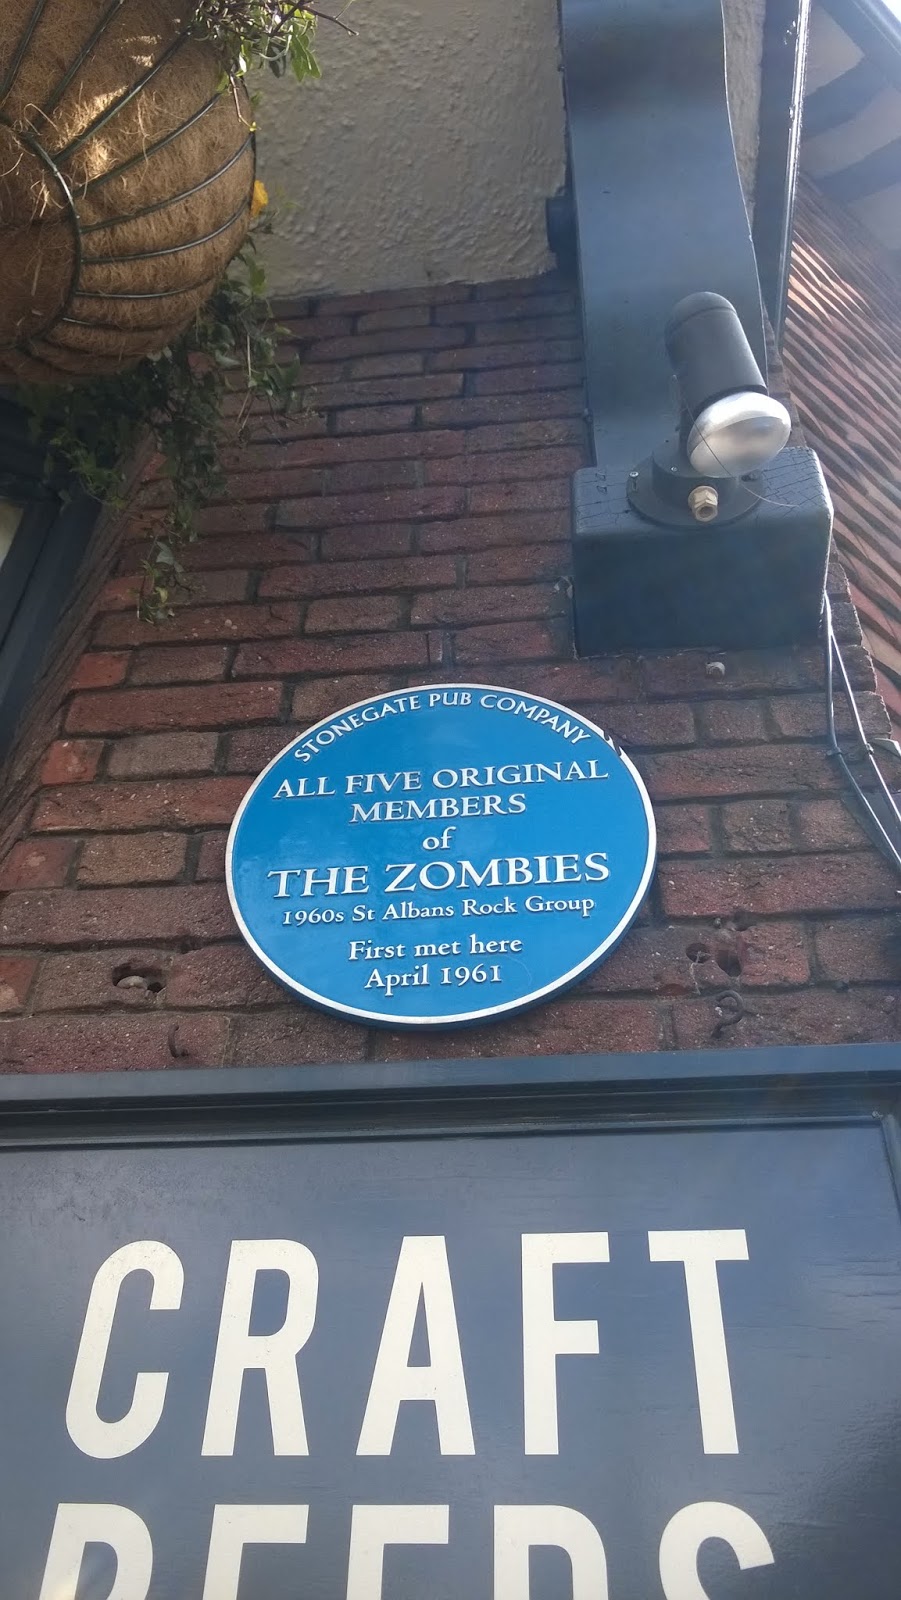 STONEGATE PUB COMPANY
ALL FIVE ORIGINAL
MEMBERS
of
THE ZOMBIES
1960s St Albans Rock Group
First met here
April 1961
CRAFT
BEERS